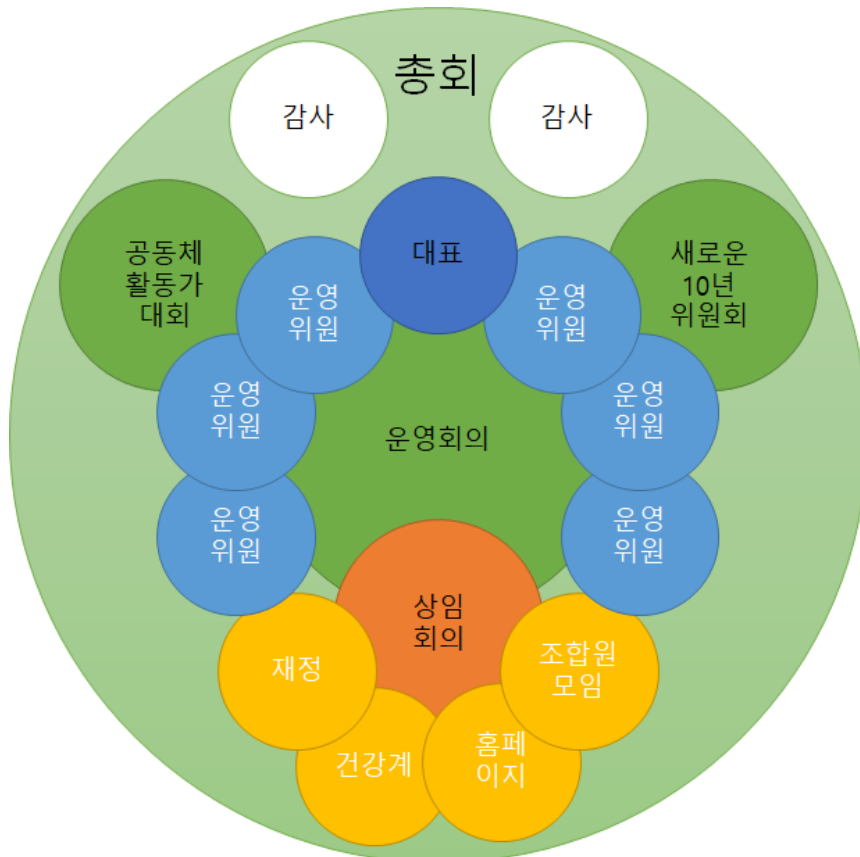 총회
감사
감사
대표
공동체
활동가
대회
새로운
10년
위원회
운영
위원
운영
위원
운영
위원
운영
위원
운영회의
운영
위원
운영
위원
상임
회의
재정
조합원
모임
건강계
홈페
이지